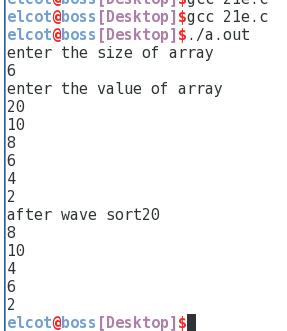 elcot@boss[Desktop]$gcc 21e.c
elcot@boss[Desktop]$gcc 21e.c
elcot@boss[Desktop]$./a.out
enter the size of array
6
enter the value of array
20
10
8
6
4
2
after wave sort20
8
10
4
6
2
elcot@boss[Desktop]$